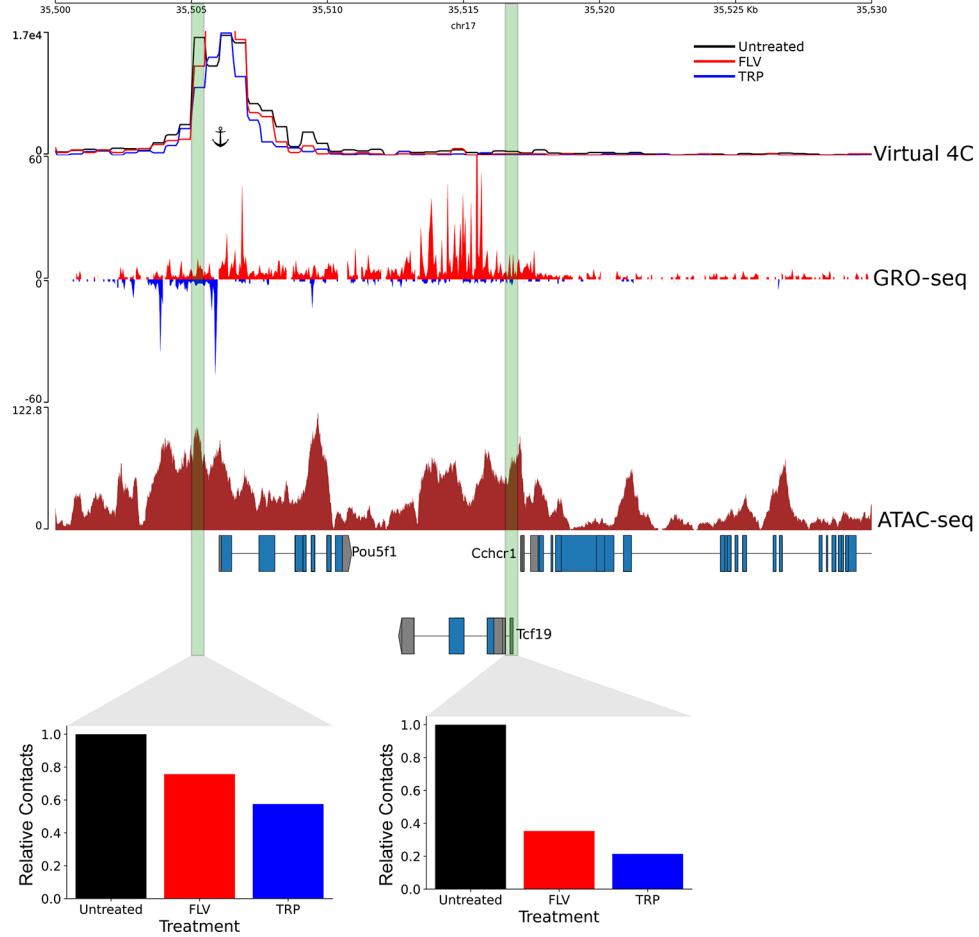 35,500 35,505 35,510 35,515 35,520 35,525 Kb 35,530
chr17
1.7e4
Untreated
FLV
TRP
0
Virtual 4C
60
0
GRO-seq
0
-60
122.8
0
ATAC-seq
Pou5f1
Cchcr1
Tcf19
1.0
0.8
0.6
0.4
0.2
0.0
Relative Contacts
Untreated FLV TRP
Treatment
1.0
0.8
0.6
0.4
0.2
0.0
Relative Contacts
Untreated FLV TRP
Treatment